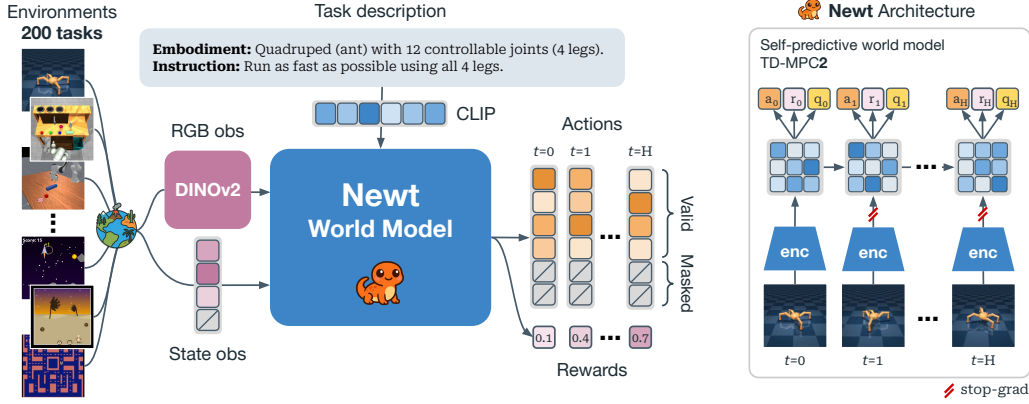 Environments
200 tasks
Score: 15
Task description
Embodiment: Quadruped (ant) with 12 controllable joints (4 legs).
Instruction: Run as fast as possible using all 4 legs.
CLIP
RGB obs
DINOv2
State obs
Newt
World Model
Actions
t=0 t=1 t=H
...
Valid
Masked
0.1 0.4 ... 0.7
Rewards
Newt Architecture
Self-predictive world model
TD-MPC2
a0 r0 q0 a1 r1 q1 aH rH qH
...
enc enc enc
...
t=0 t=1 t=H
stop-grad